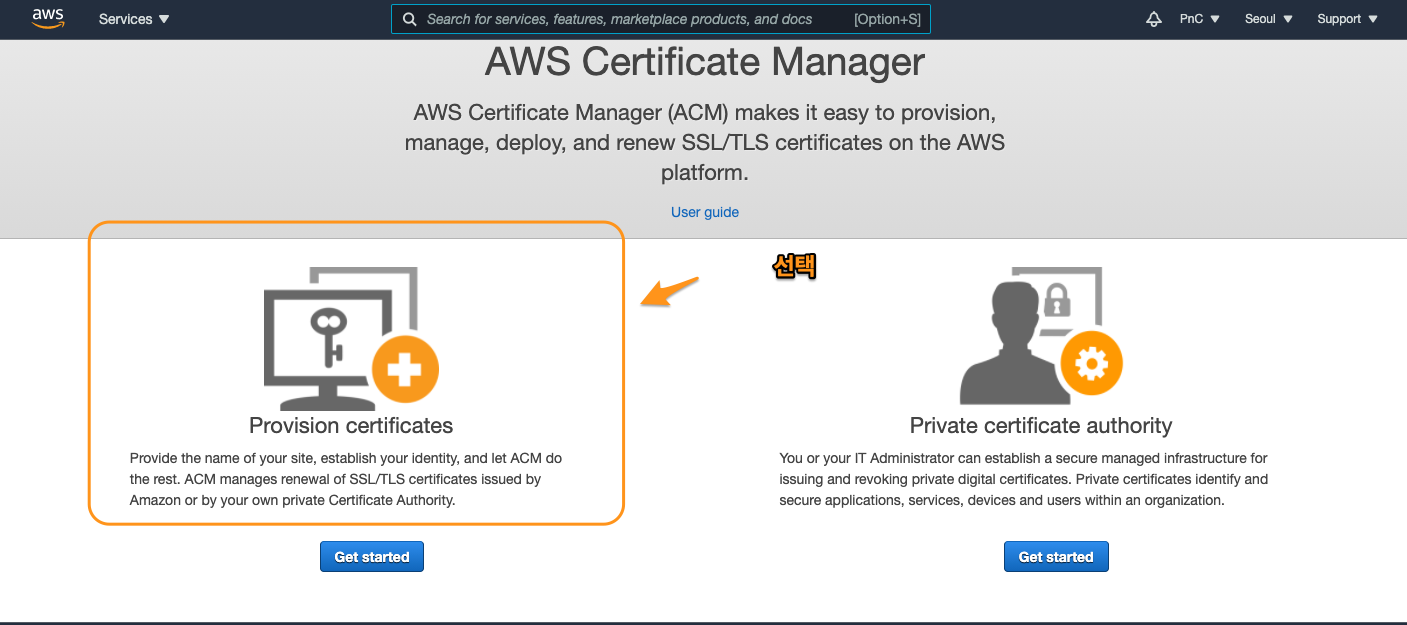 aws Services Search for services, features, marketplace products, and docs [Option+S] PnC Seoul Support
AWS Certificate Manager
AWS Certificate Manager (ACM) makes it easy to provision,
manage, deploy, and renew SSL/TLS certificates on the AWS
platform.
User guide
선택
Provision certificates
Provide the name of your site, establish your identity, and let ACM do
the rest. ACM manages renewal of SSL/TLS certificates issued by
Amazon or by your own private Certificate Authority.
Get started
Private certificate authority
You or your IT Administrator can establish a secure managed infrastructure for
issuing and revoking private digital certificates. Private certificates identify and
secure applications, services, devices and users within an organization.
Get started